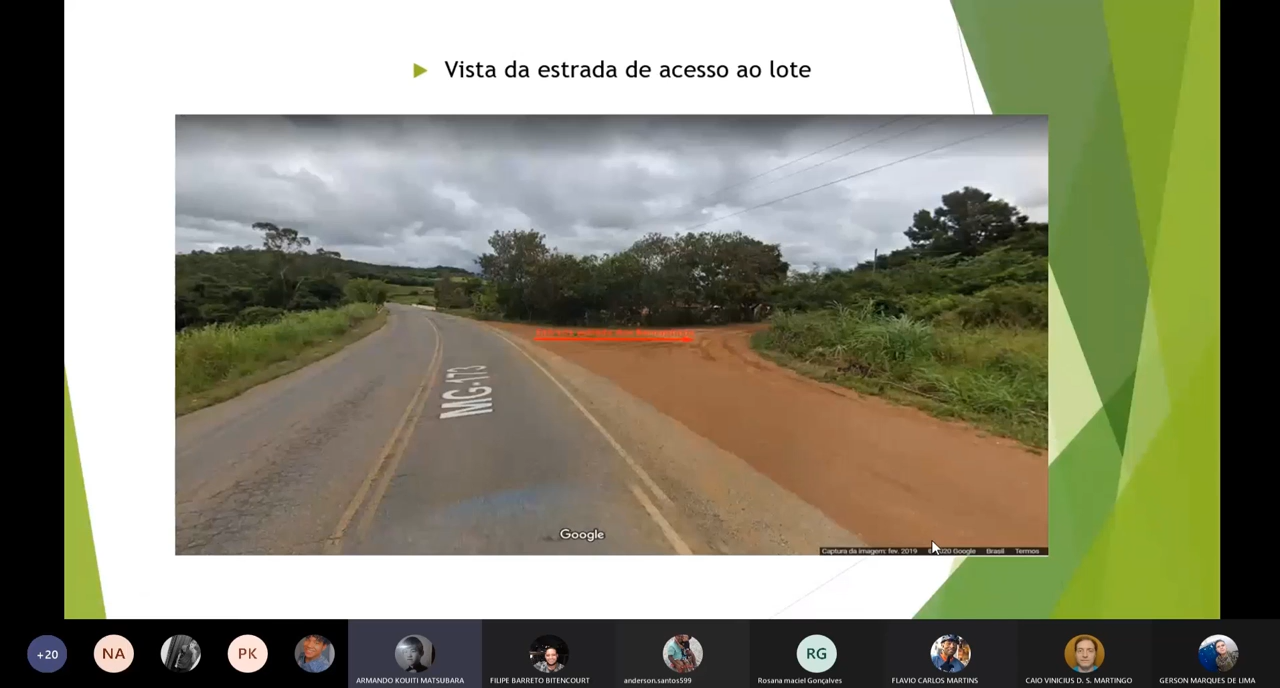 Vista da estrada de acesso ao lote
MG-173
Google
Captura da imagem: fev. 2019
2020 Google
Brasil
Termos
+20
NA
PK
RG
ARMANDO KOUITI MATSUBARA
FILIPE BARRETO BITENCOURT
anderson.santos599
Rosana maciel Gonçalves
FLAVIO CARLOS MARTINS
CAIO VINICIUS D. S. MARTINGO
GERSON MARQUES DE LIMA